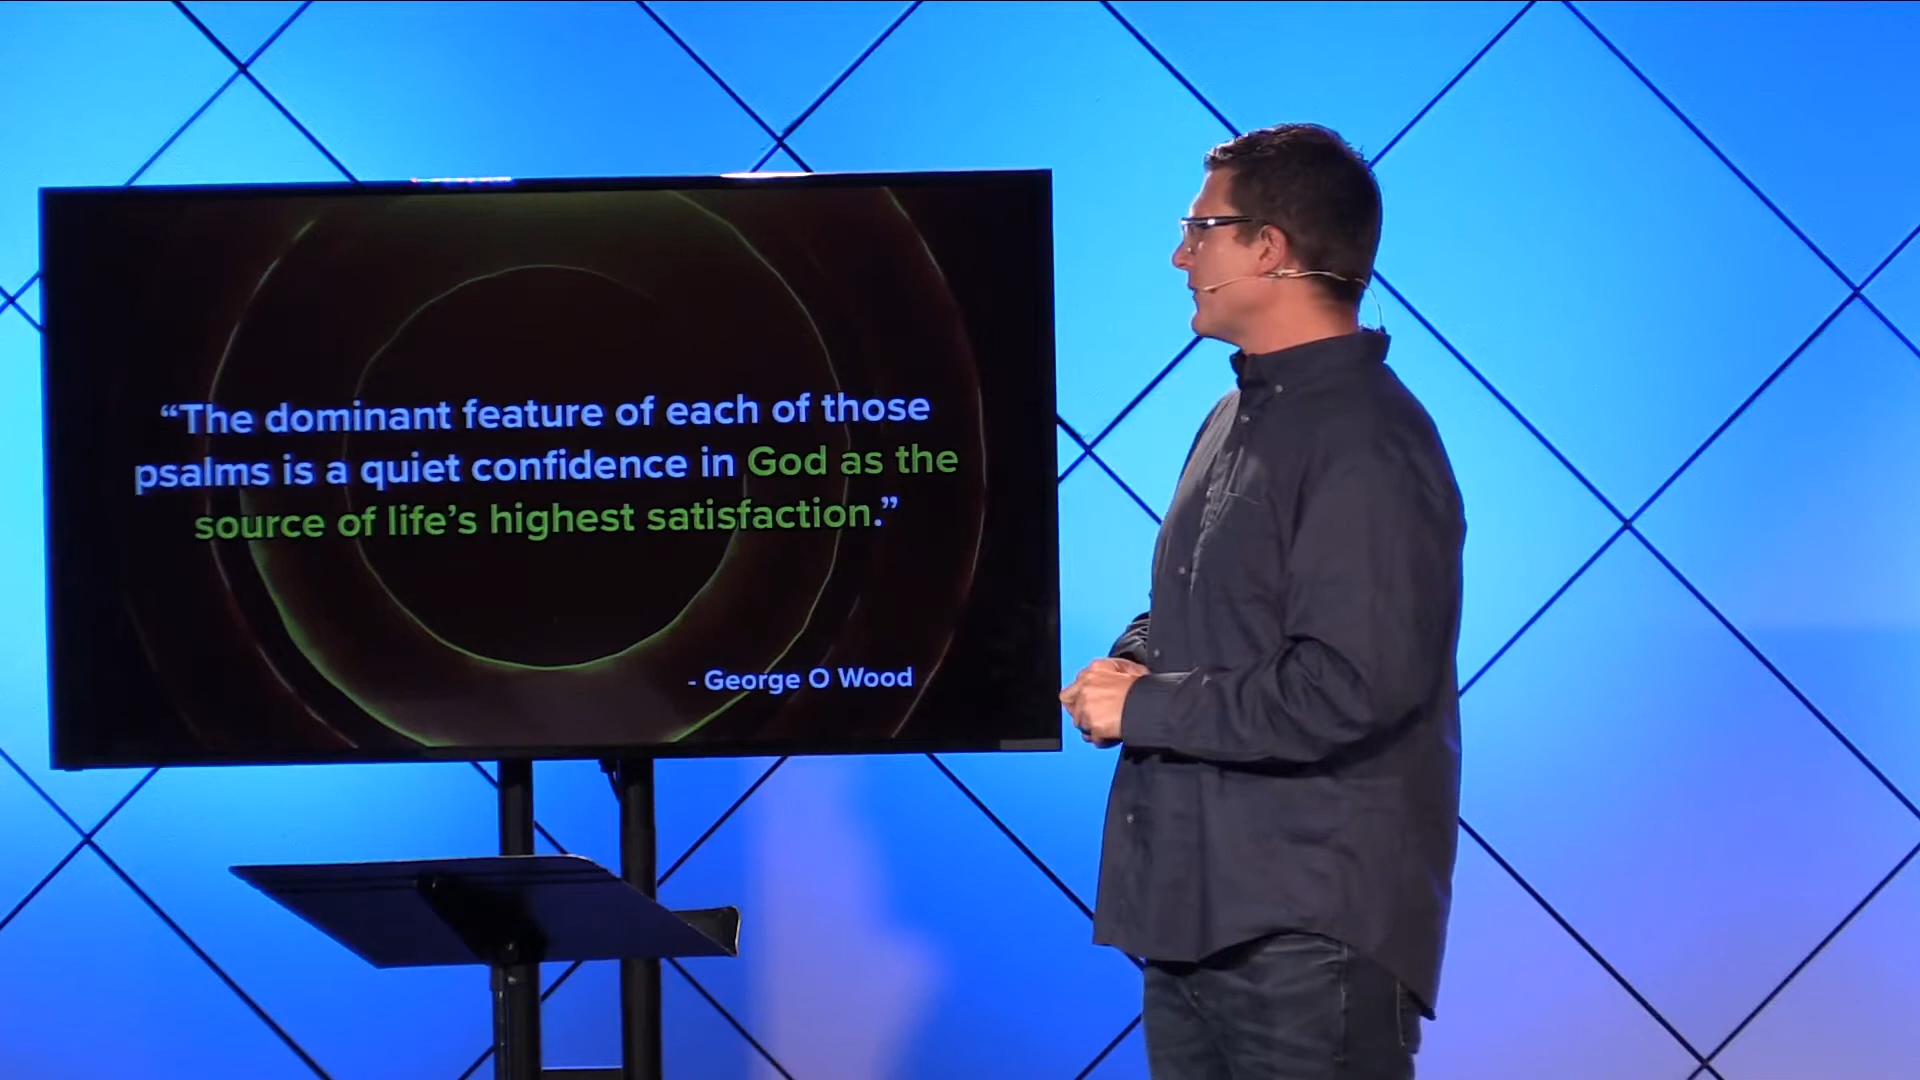 “The dominant feature of each of those
psalms is a quiet confidence in God as the
source of life’s highest satisfaction.”
- George O Wood